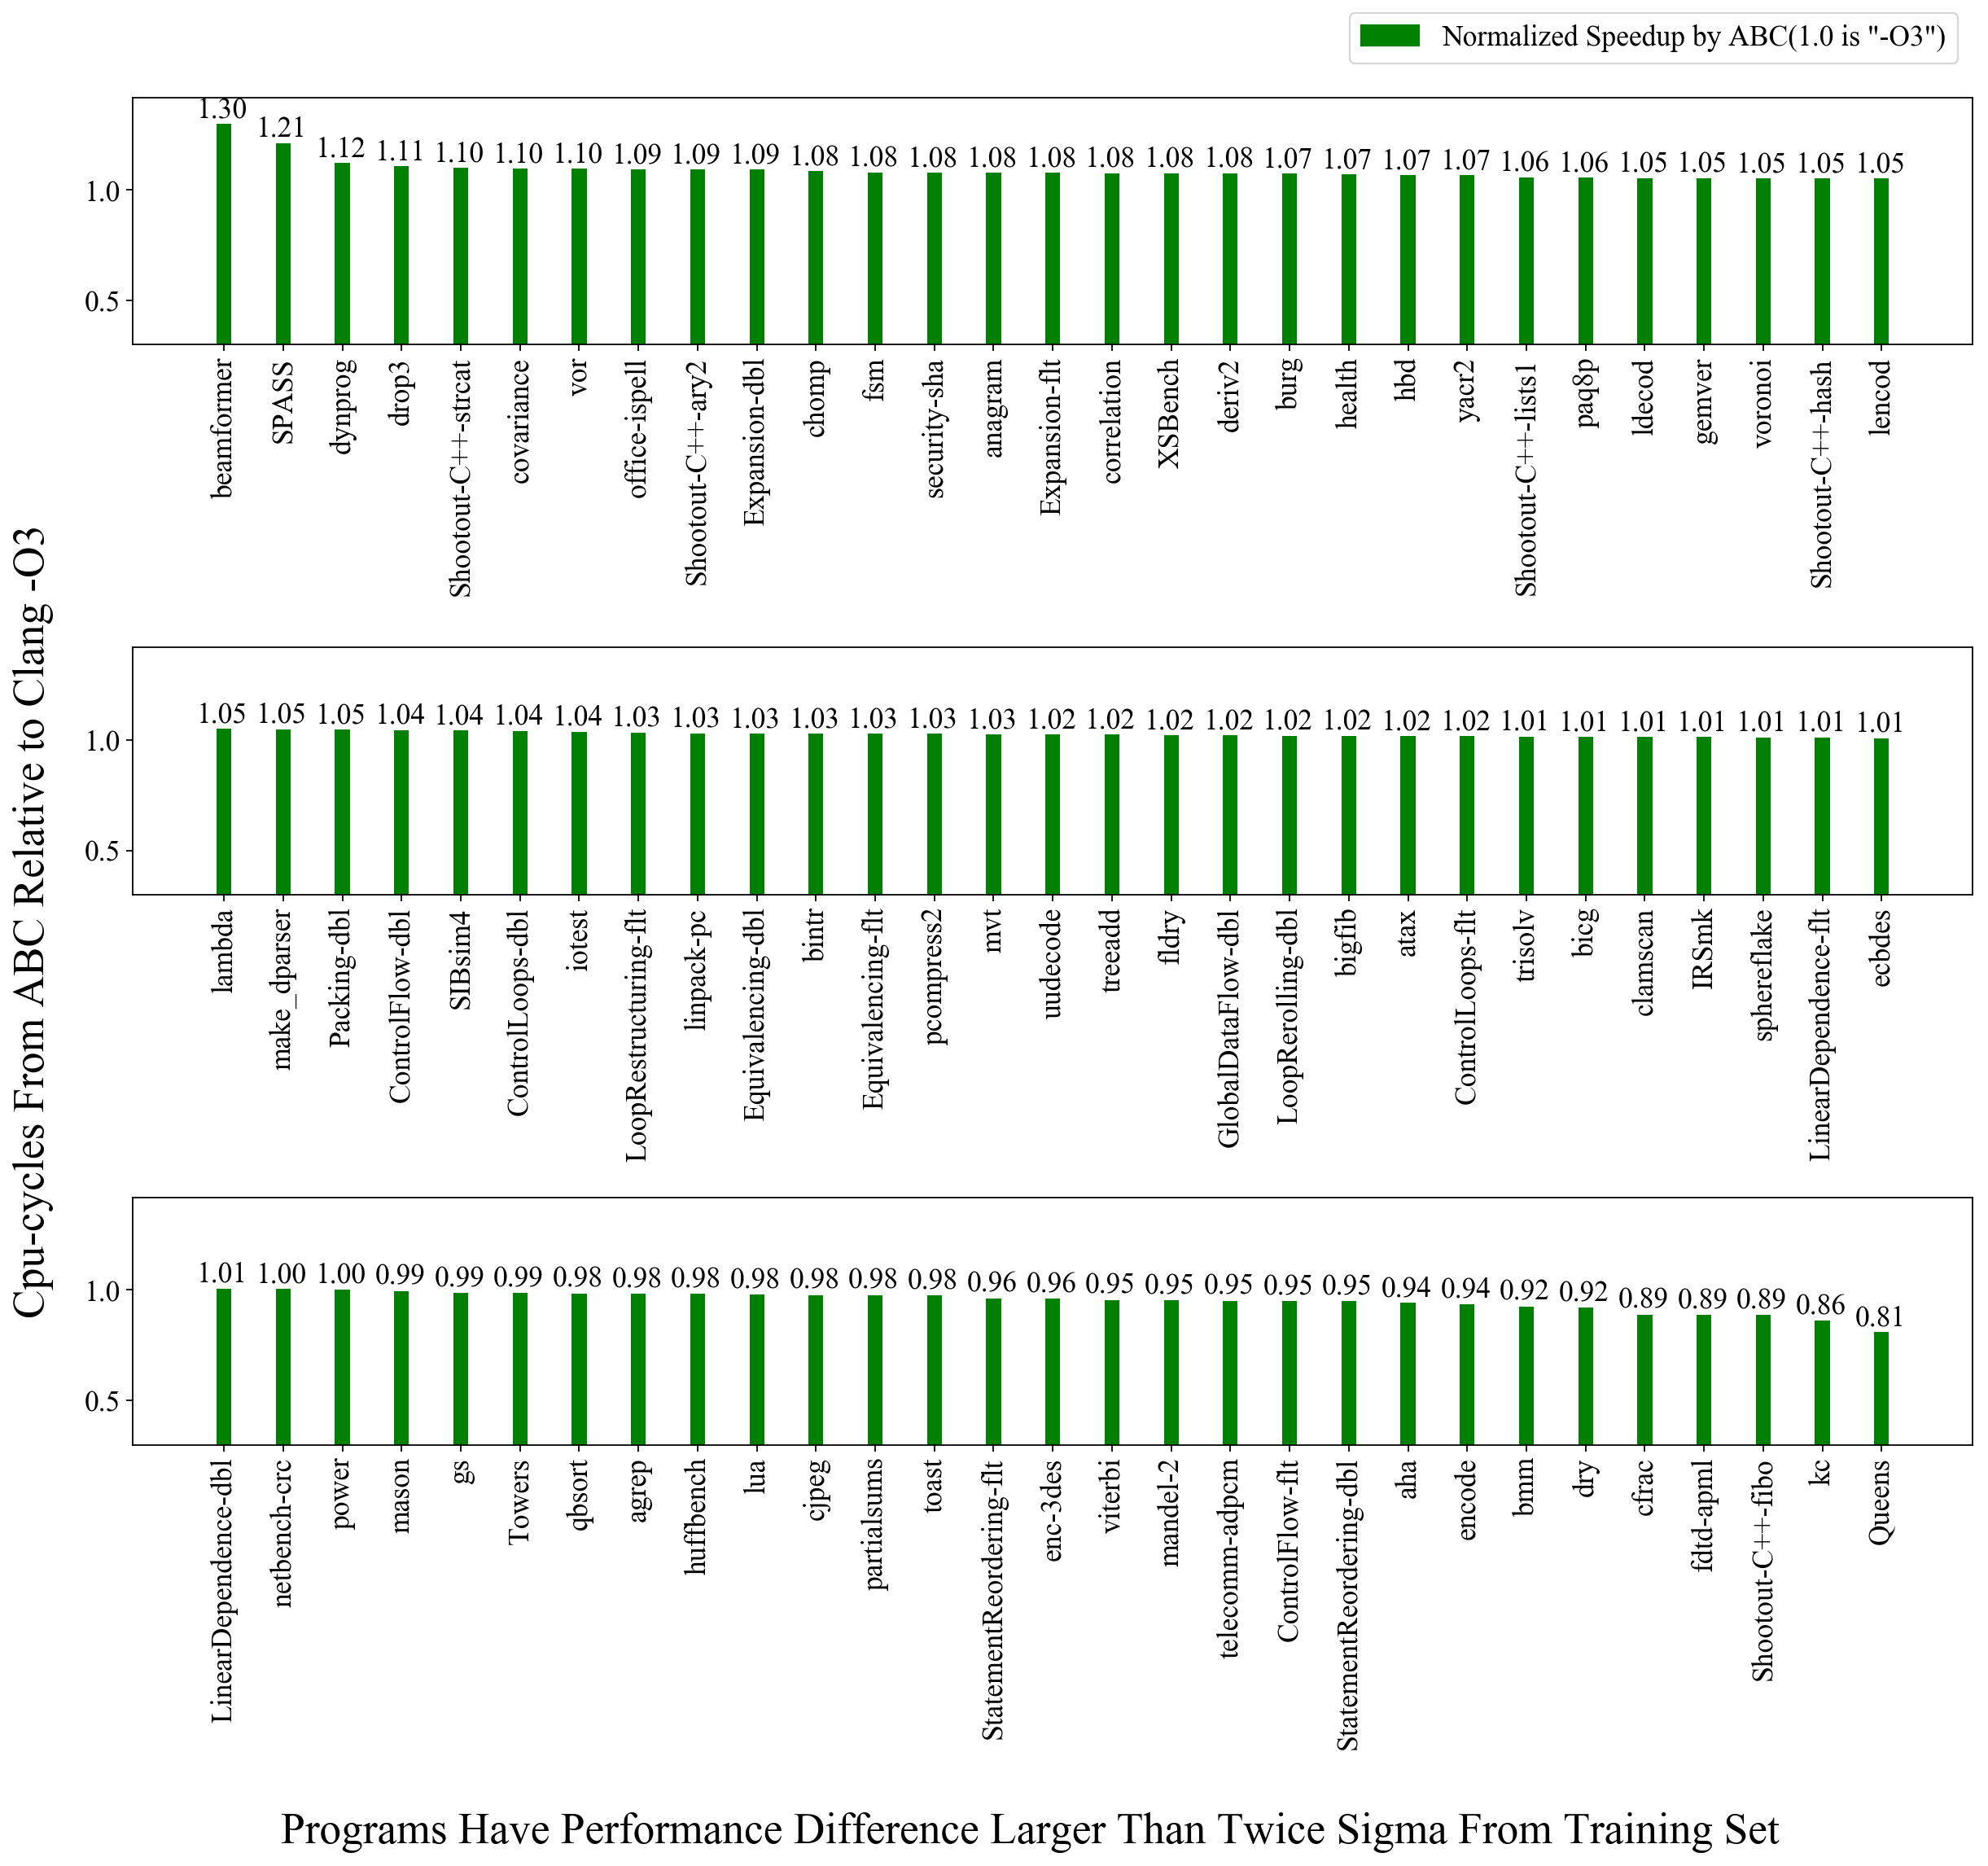 Normalized Speedup by ABC(1.0 is "-O3")
Cpu-cycles From ABC Relative to Clang -O3
1.30 1.21 1.12 1.11 1.10 1.10 1.10 1.09 1.09 1.09 1.08 1.08 1.08 1.08 1.08 1.08 1.08 1.08 1.07 1.07 1.07 1.07 1.06 1.06 1.05 1.05 1.05 1.05 1.05
1.0
0.5
beamformer
SPASS
dynprog
drop3
Shootout-C++-strcat
covariance
vor
office-ispell
Shootout-C++-ary2
Expansion-dbl
chomp
fsm
security-sha
anagram
Expansion-flt
correlation
XSBench
deriv2
burg
health
hbd
yacr2
Shootout-C++-lists1
paq8p
ldecod
gemver
voronoi
Shootout-C++-hash
lencod
1.05 1.05 1.05 1.04 1.04 1.04 1.04 1.03 1.03 1.03 1.03 1.03 1.03 1.03 1.02 1.02 1.02 1.02 1.02 1.02 1.02 1.02 1.01 1.01 1.01 1.01 1.01 1.01 1.01
1.0
0.5
lambda
make_dparser
Packing-dbl
ControlFlow-dbl
SIBsim4
ControlLoops-dbl
iotest
LoopRestructuring-flt
linpack-pc
Equivalencing-dbl
bintr
Equivalencing-flt
pcompress2
mvt
uudecode
treeadd
fldry
GlobalDataFlow-dbl
LoopRerolling-dbl
bigfib
atax
ControlLoops-flt
trisolv
bicg
clamscan
IRSmk
sphereflake
LinearDependence-flt
ecbdes
1.01 1.00 1.00 0.99 0.99 0.99 0.98 0.98 0.98 0.98 0.98 0.98 0.98 0.96 0.96 0.95 0.95 0.95 0.95 0.95 0.94 0.94 0.92 0.92 0.89 0.89 0.89 0.86 0.81
1.0
0.5
LinearDependence-dbl
netbench-crc
power
mason
gs
Towers
qbsort
agrep
huffbench
lua
cjpeg
partialsums
toast
StatementReordering-flt
enc-3des
viterbi
mandel-2
telecomm-adpcm
ControlFlow-flt
StatementReordering-dbl
aha
encode
bmm
dry
cfrac
fdtd-apml
Shootout-C++-fibo
kc
Queens
Programs Have Performance Difference Larger Than Twice Sigma From Training Set